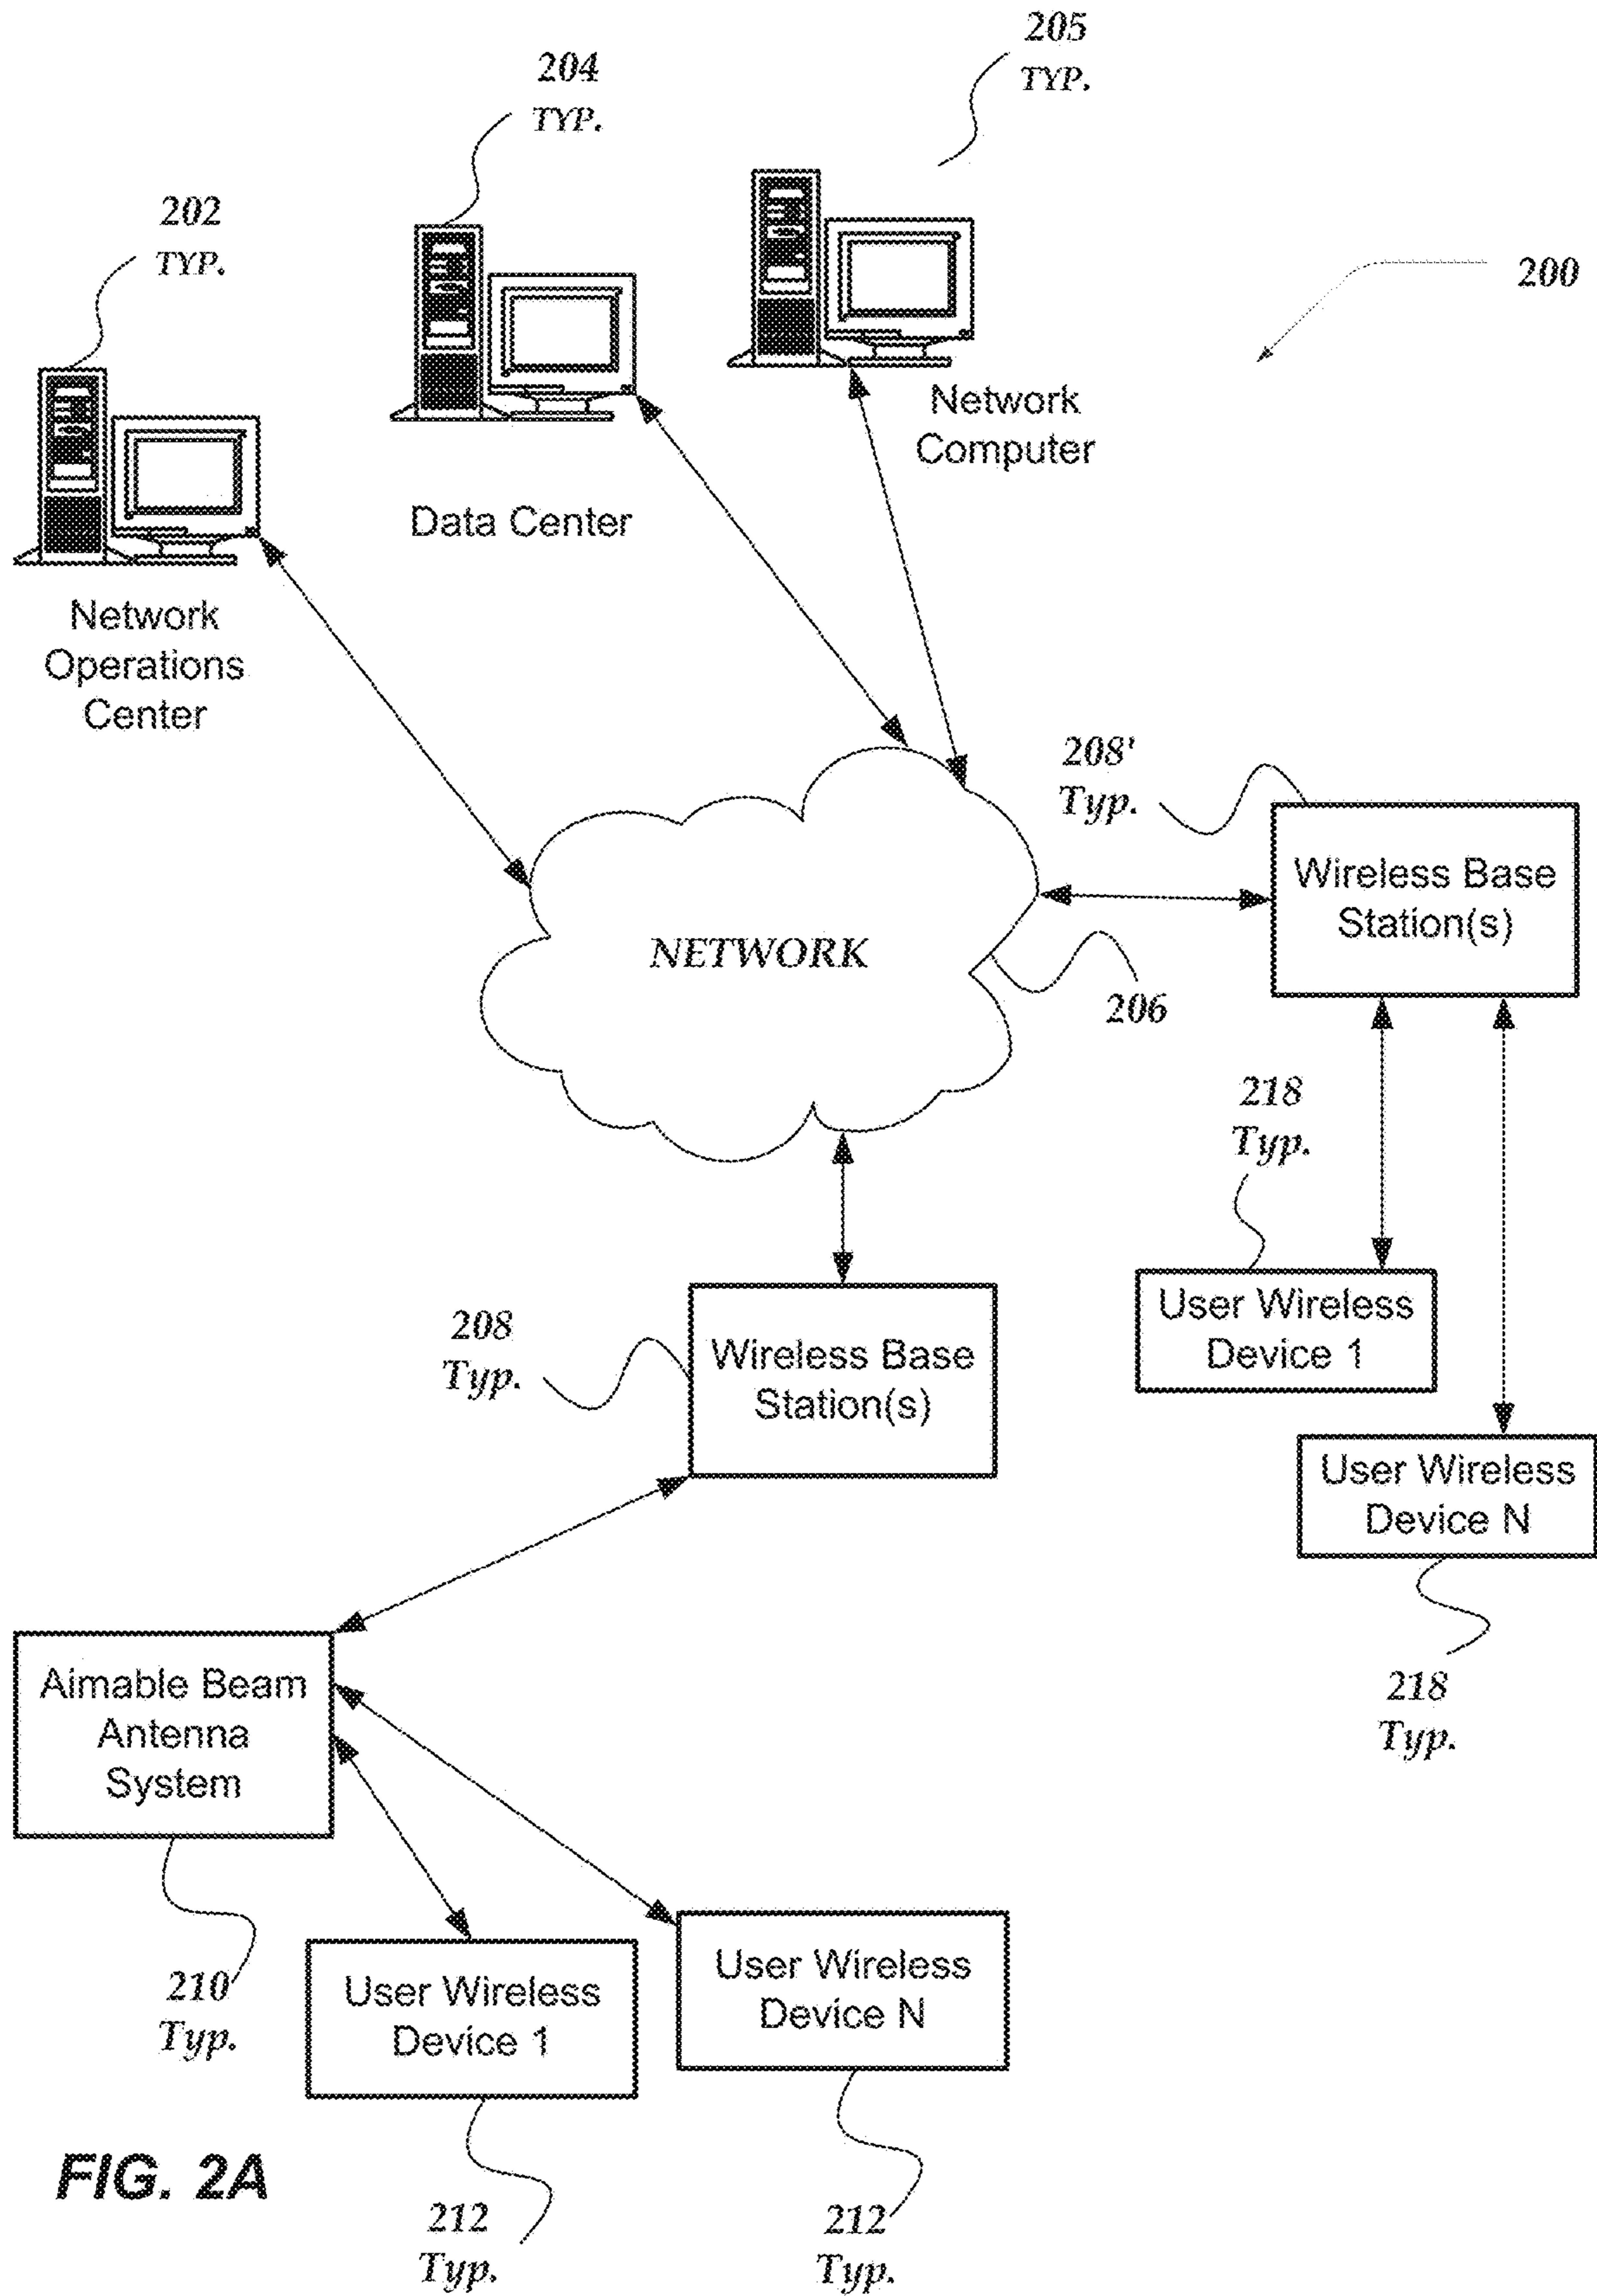 205
TYP.
204
TYP.
202
TYP.
200
Network
Computer
Data Center
Network
Operations
Center
208'
Typ.
Wireless Base
Station(s)
NETWORK
206
218
Typ.
User Wireless
Device 1
208
Typ.
Wireless Base
Station(s)
User Wireless
Device N
218
Typ.
Aimable Beam
Antenna
System
210
Typ.
User Wireless
Device 1
User Wireless
Device N
FIG. 2A
212
Typ.
212
Typ.